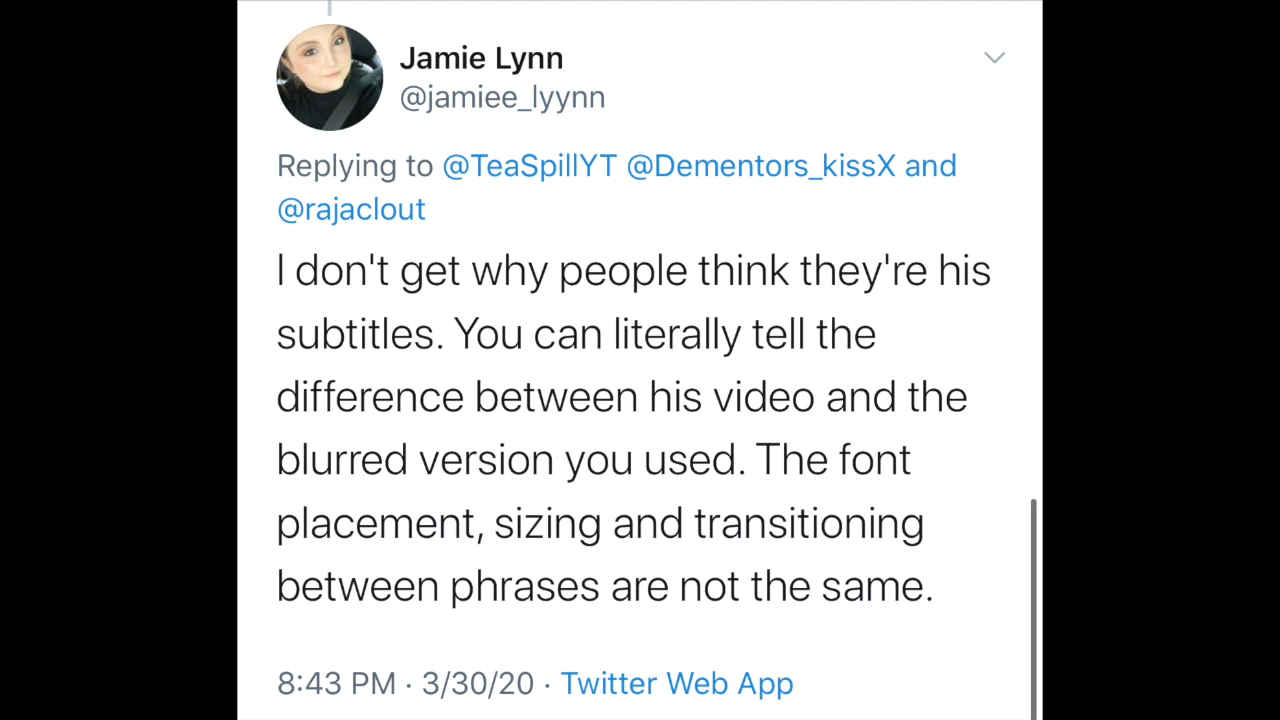 Jamie Lynn
@jamiee_lyynn
Replying to @TeaSpillYT @Dementors_kissX and
@rajaclout
I don't get why people think they're his
subtitles. You can literally tell the
difference between his video and the
blurred version you used. The font
placement, sizing and transitioning
between phrases are not the same.
8:43 PM · 3/30/20 · Twitter Web App